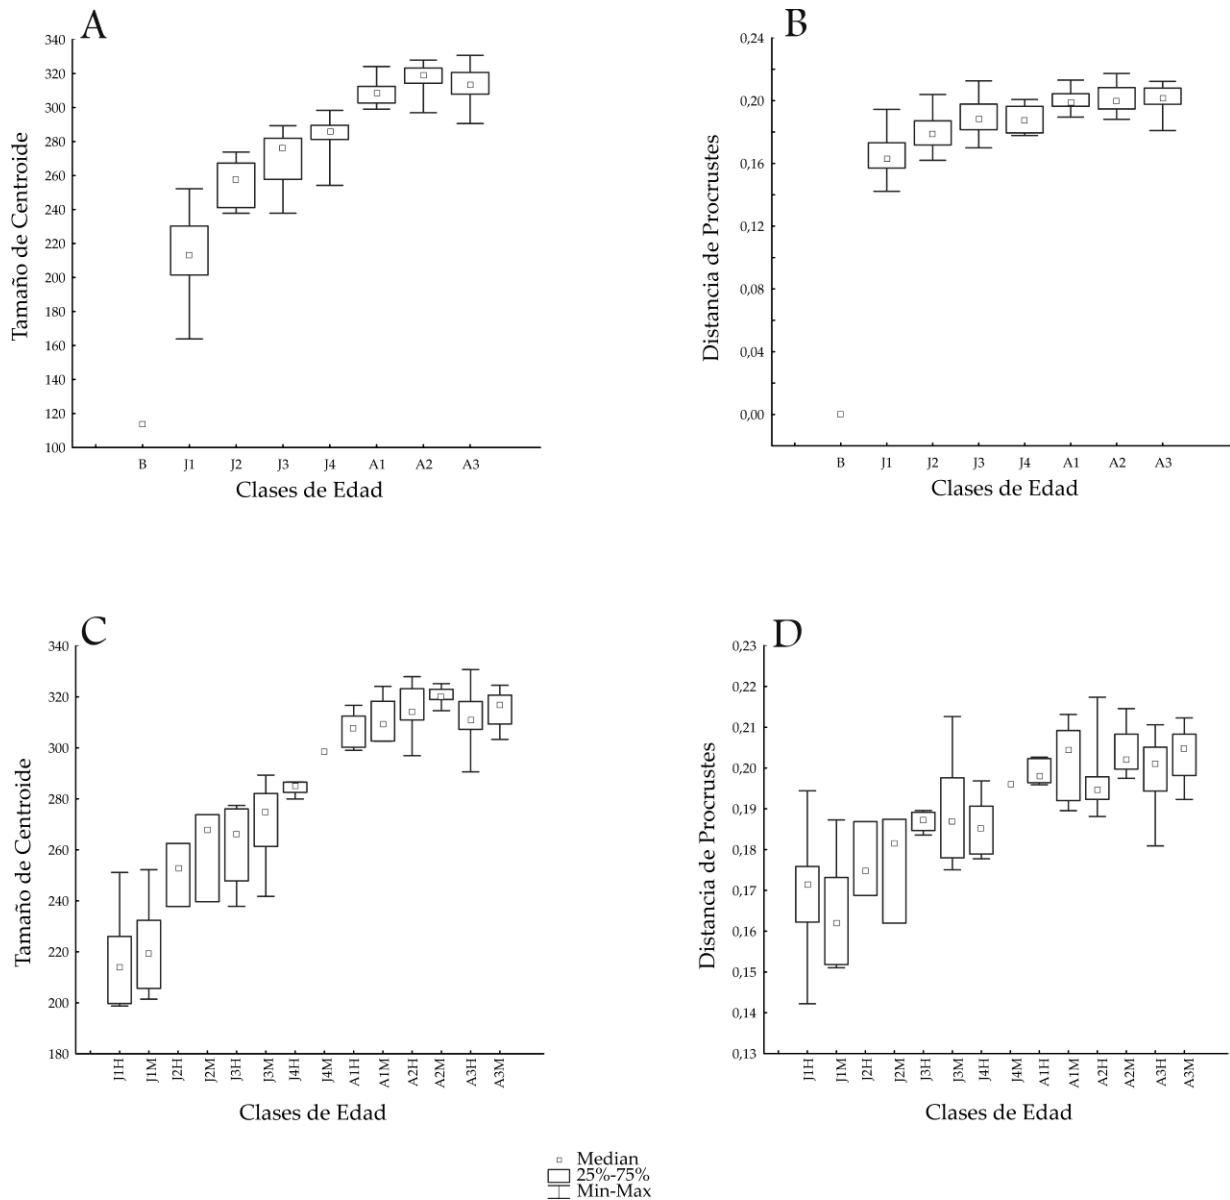 A
Tamaño de Centroide
340
320
300
280
260
240
220
200
180
160
140
120
100
B J1 J2 J3 J4 A1 A2 A3
Clases de Edad
B
Distancia de Procrustes
0,24
0,20
0,16
0,12
0,08
0,04
0,00
B J1 J2 J3 J4 A1 A2 A3
Clases de Edad
C
Tamaño de Centroide
340
320
300
280
260
240
220
200
180
J1H J1M J2H J2M J3H J3M J4H J4M A1H A1M A2H A2M A3H A3M
Clases de Edad
D
Distancia de Procrustes
0,23
0,22
0,21
0,20
0,19
0,18
0,17
0,16
0,15
0,14
0,13
J1H J1M J2H J2M J3H J3M J4H J4M A1H A1M A2H A2M A3H A3M
Clases de Edad
Median
25%-75%
Min-Max